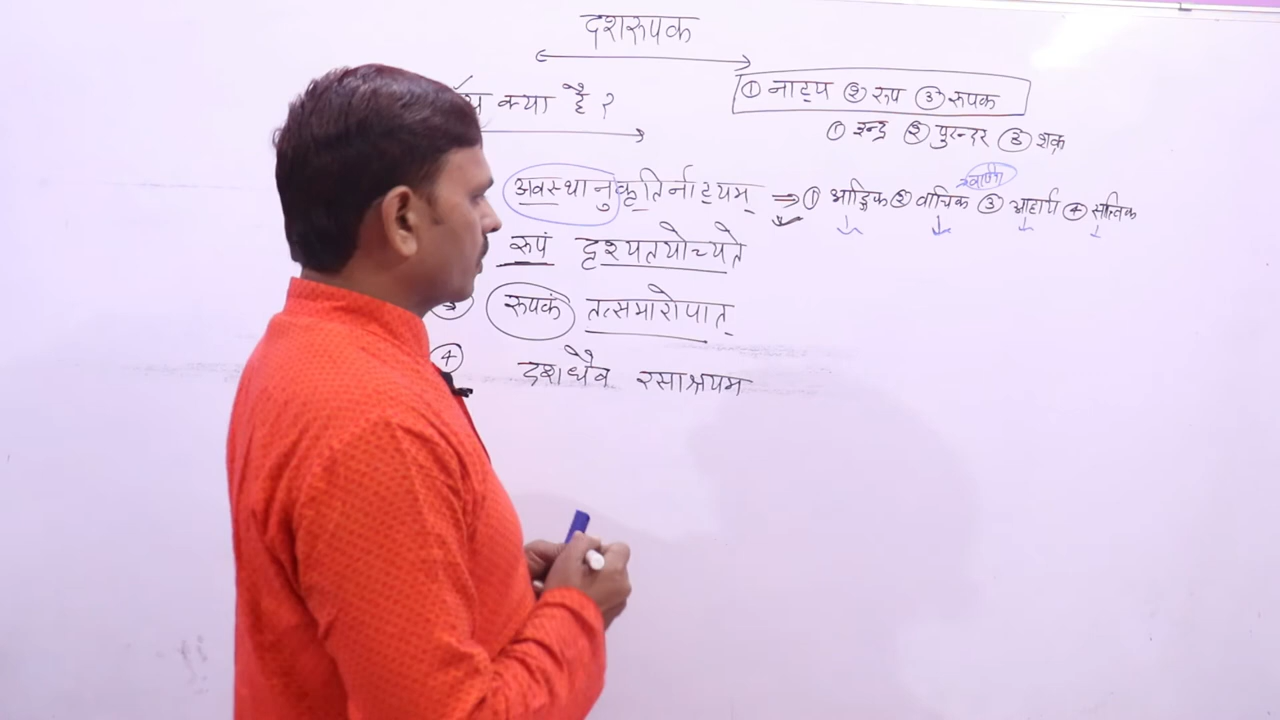 दशरूपक
क्या है ?
① नाट्य ② रूप ③ रूपक
① इन्द्र ② पुरन्दर ③ शक्र
अवस्थानुकृतिर्नाट्यम् ⇒ ① आङ्गिक ② वाचिक ③ आहार्य ④ सात्विक
रूपं दृश्यतयोच्यते
रूपकं तत्समारोपात्
④ दशधैव रसाश्रयम